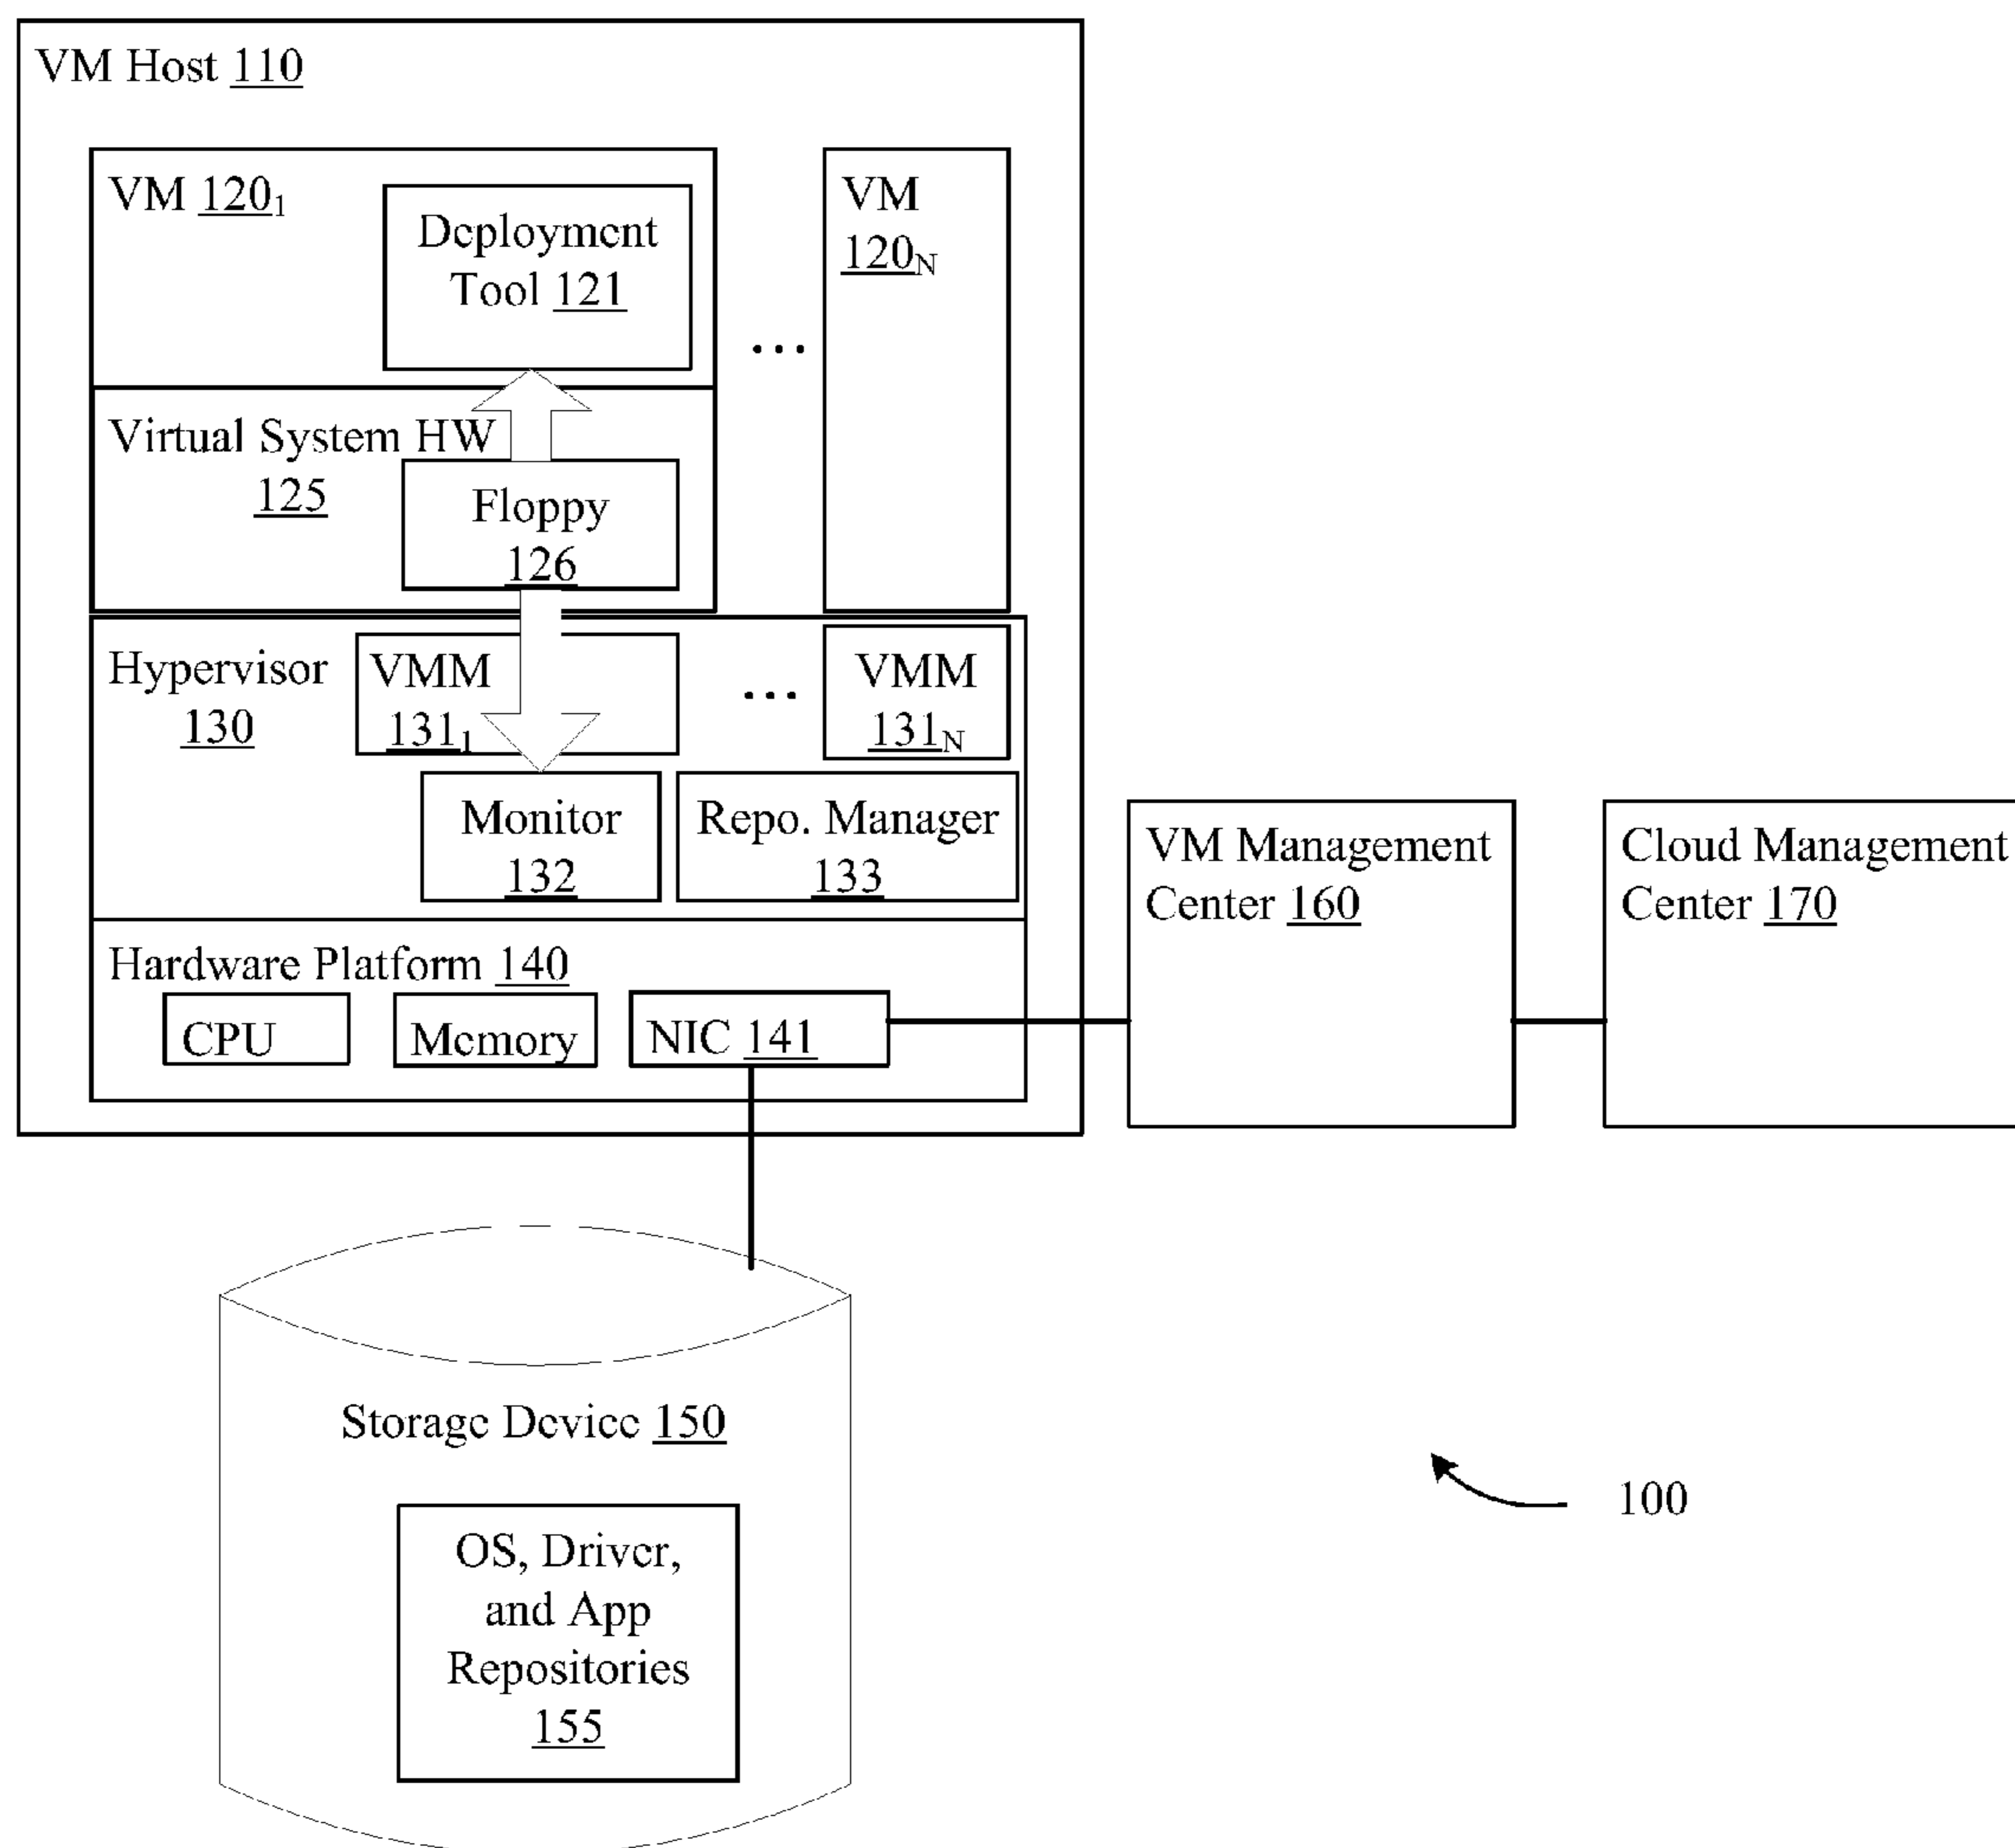 VM Host 110
VM 120₁
Deployment
Tool 121
...
VM
120N
Virtual System HW
125
Floppy
126
Hypervisor
130
VMM
131₁
...
VMM
131N
Monitor
132
Repo. Manager
133
Hardware Platform 140
CPU
Memory
NIC 141
VM Management
Center 160
Cloud Management
Center 170
Storage Device 150
OS, Driver,
and App
Repositories
155
100